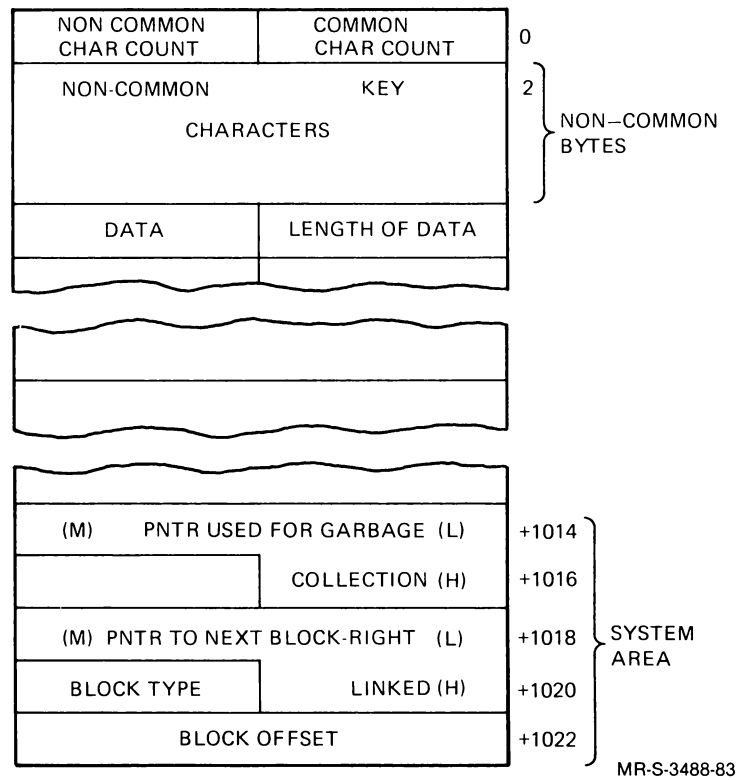 NON COMMON COMMON
CHAR COUNT CHAR COUNT 0
NON-COMMON KEY 2
CHARACTERS
NON–COMMON
BYTES
DATA LENGTH OF DATA
(M) PNTR USED FOR GARBAGE (L) +1014
COLLECTION (H) +1016
(M) PNTR TO NEXT BLOCK-RIGHT (L) +1018
SYSTEM
AREA
BLOCK TYPE LINKED (H) +1020
BLOCK OFFSET +1022
MR-S-3488-83